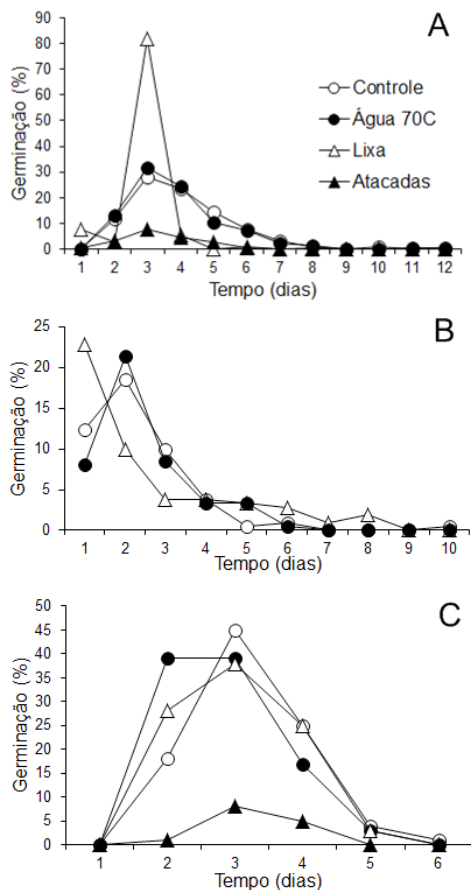 A
Germinação (%)
90
80
70
60
50
40
30
20
10
0
Controle
Água 70C
Lixa
Atacadas
1 2 3 4 5 6 7 8 9 10 11 12
Tempo (dias)
B
Germinação (%)
25
20
15
10
5
0
1 2 3 4 5 6 7 8 9 10
Tempo (dias)
C
Germinação (%)
50
45
40
35
30
25
20
15
10
5
0
1 2 3 4 5 6
Tempo (dias)